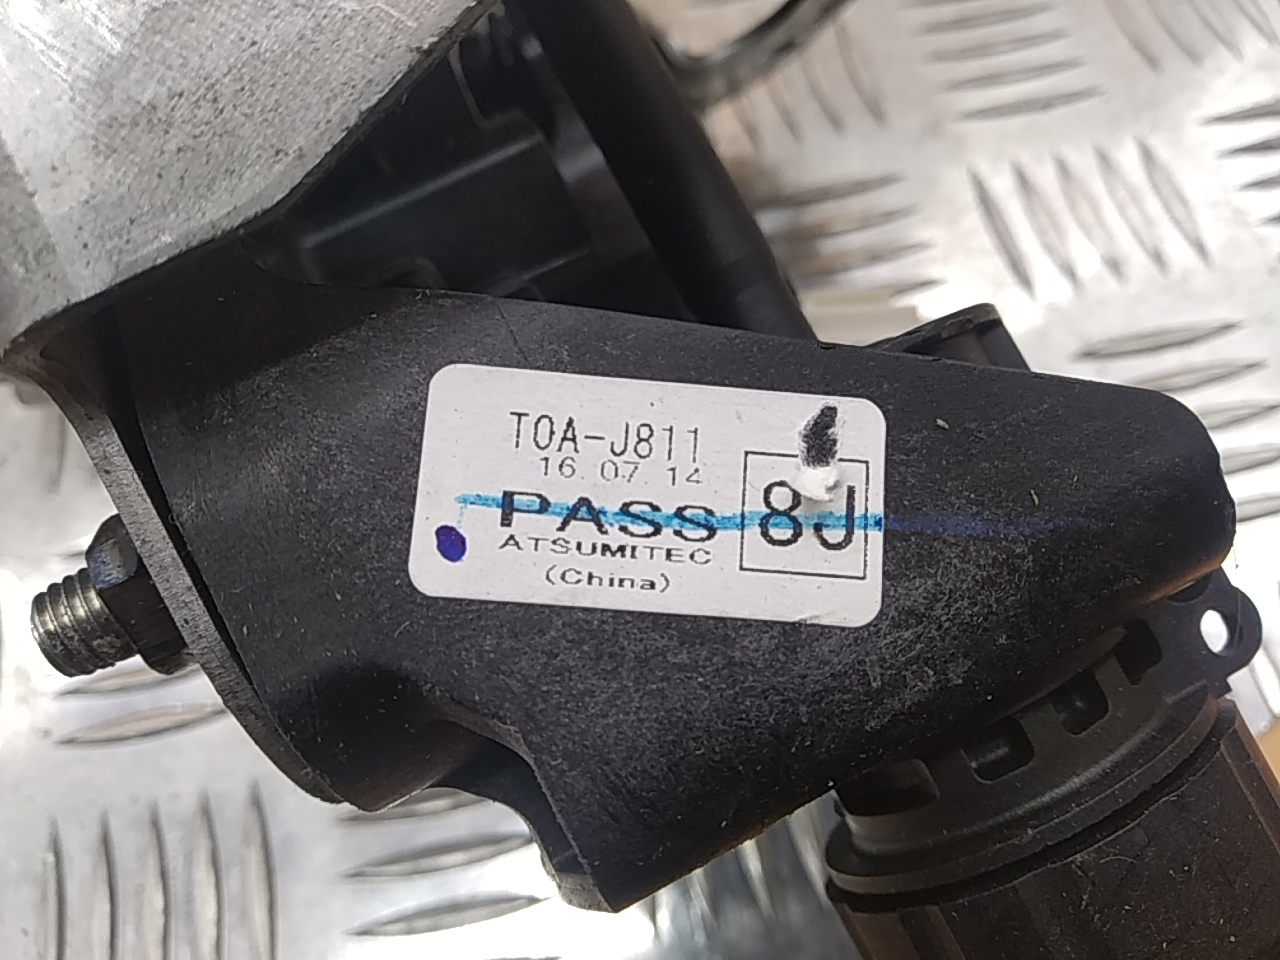 T0A-J811
16.07.14
PASS
8J
ATSUMITEC
(China)